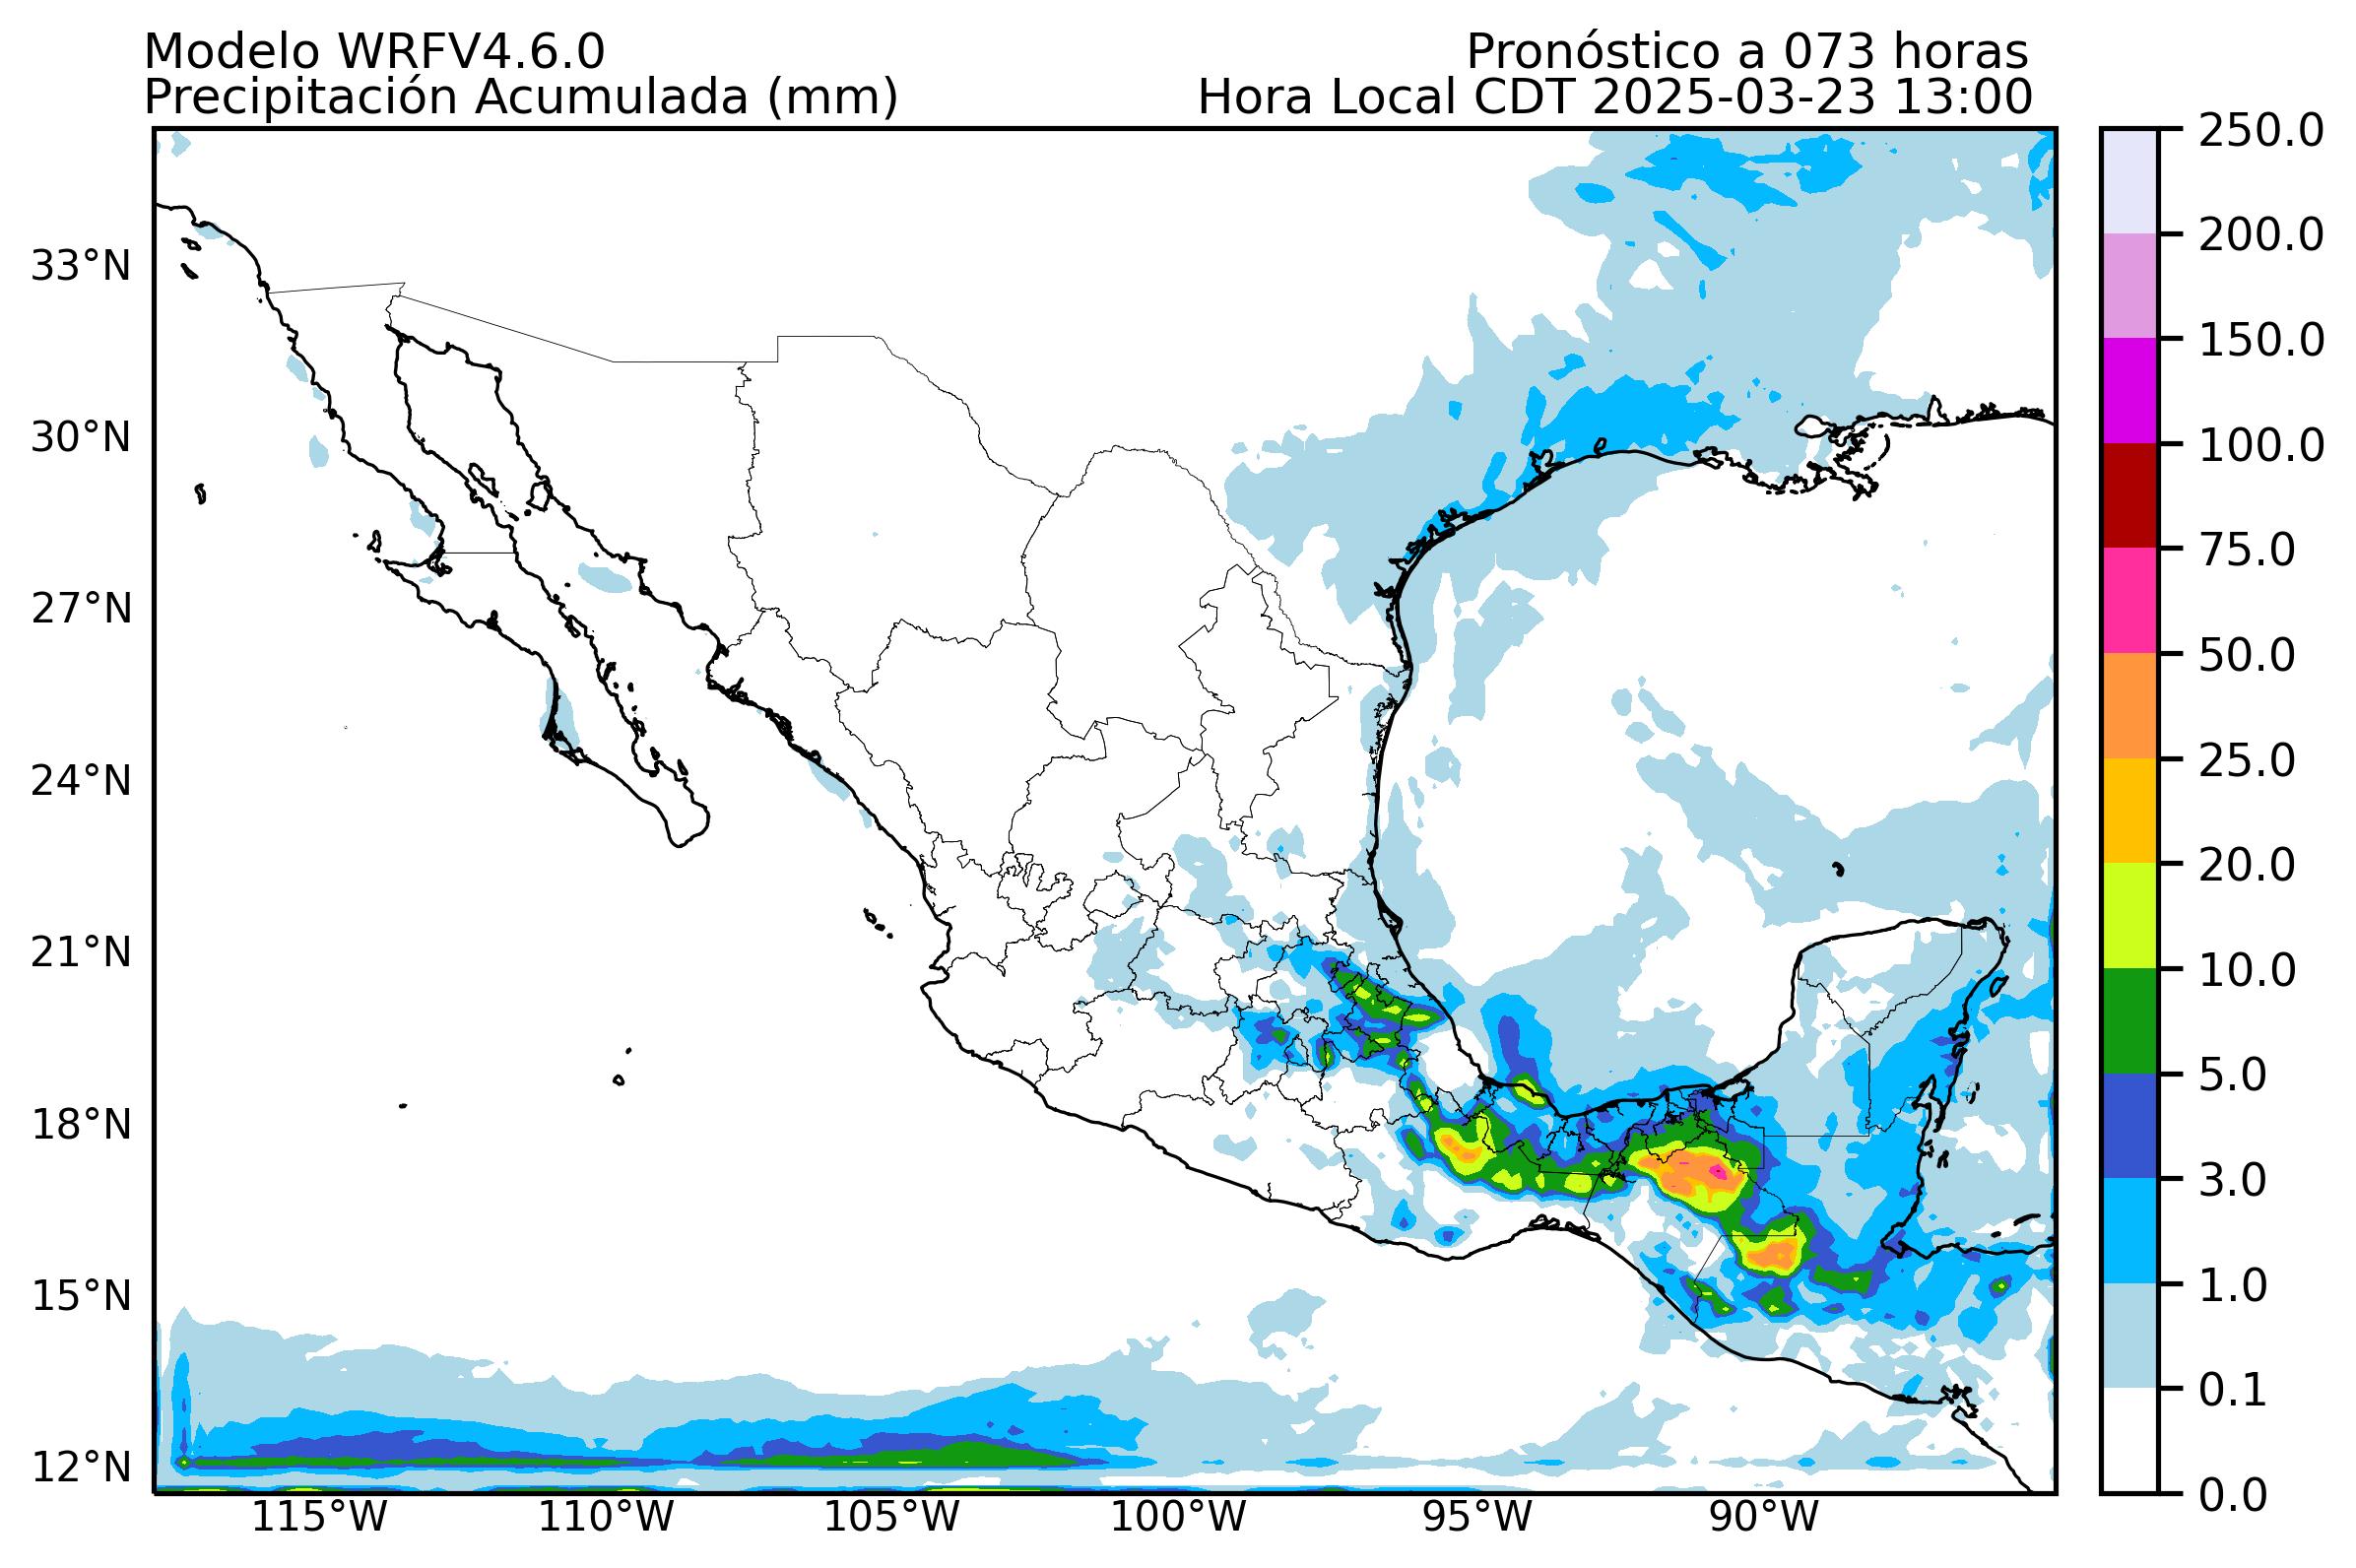 Modelo WRFV4.6.0
Pronóstico a 073 horas
Precipitación Acumulada (mm)
Hora Local CDT 2025-03-23 13:00
33°N
30°N
27°N
24°N
21°N
18°N
15°N
12°N
115°W
110°W
105°W
100°W
95°W
90°W
250.0
200.0
150.0
100.0
75.0
50.0
25.0
20.0
10.0
5.0
3.0
1.0
0.1
0.0